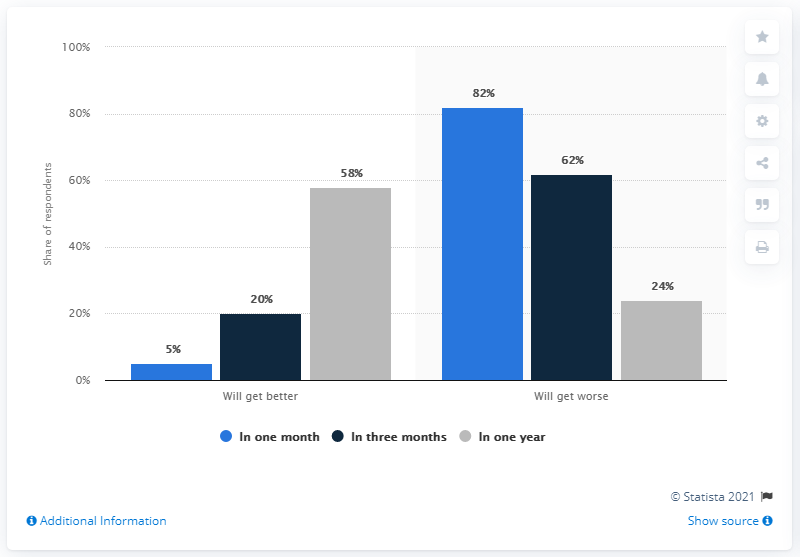 100%
80%
60%
40%
20%
0%
Share of respondents
5%
20%
58%
82%
62%
24%
Will get better
Will get worse
In one month
In three months
In one year
© Statista 2021
Additional Information
Show source